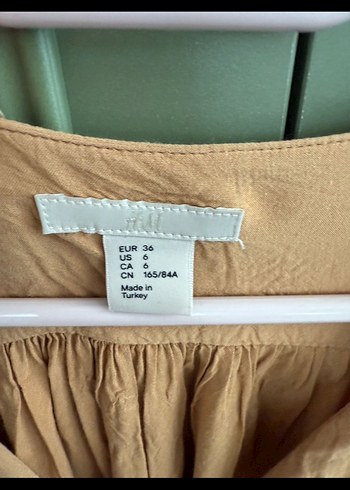 H&M
EUR 36
US 6
CA 6
CN 165/84A
Made in
Turkey